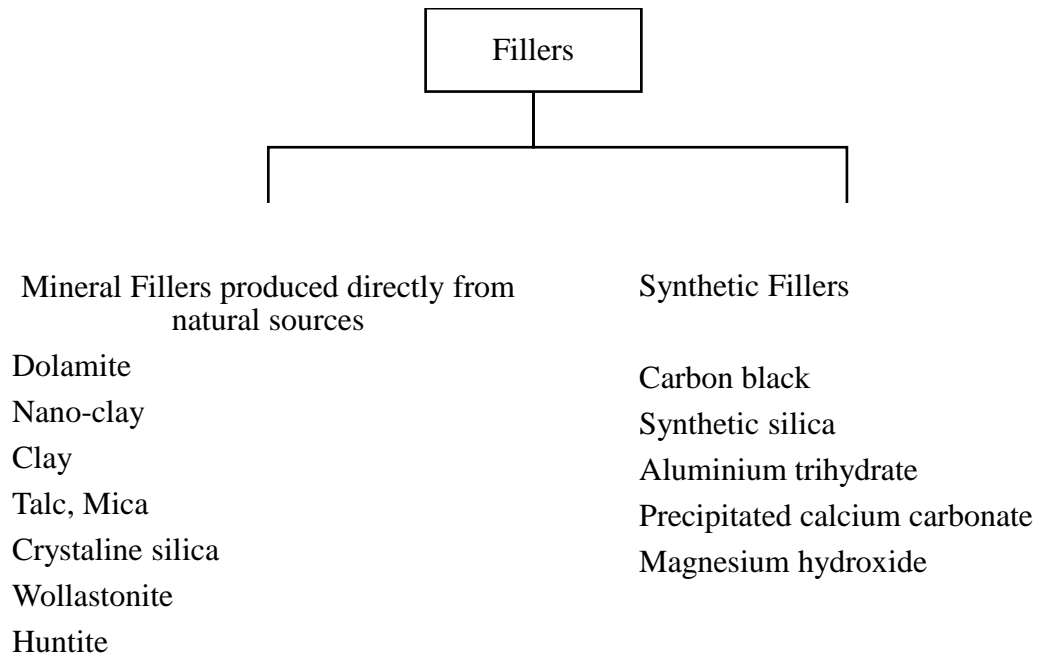 Fillers
Mineral Fillers produced directly from
natural sources
Dolamite
Nano-clay
Clay
Talc, Mica
Crystaline silica
Wollastonite
Huntite
Synthetic Fillers
Carbon black
Synthetic silica
Aluminium trihydrate
Precipitated calcium carbonate
Magnesium hydroxide